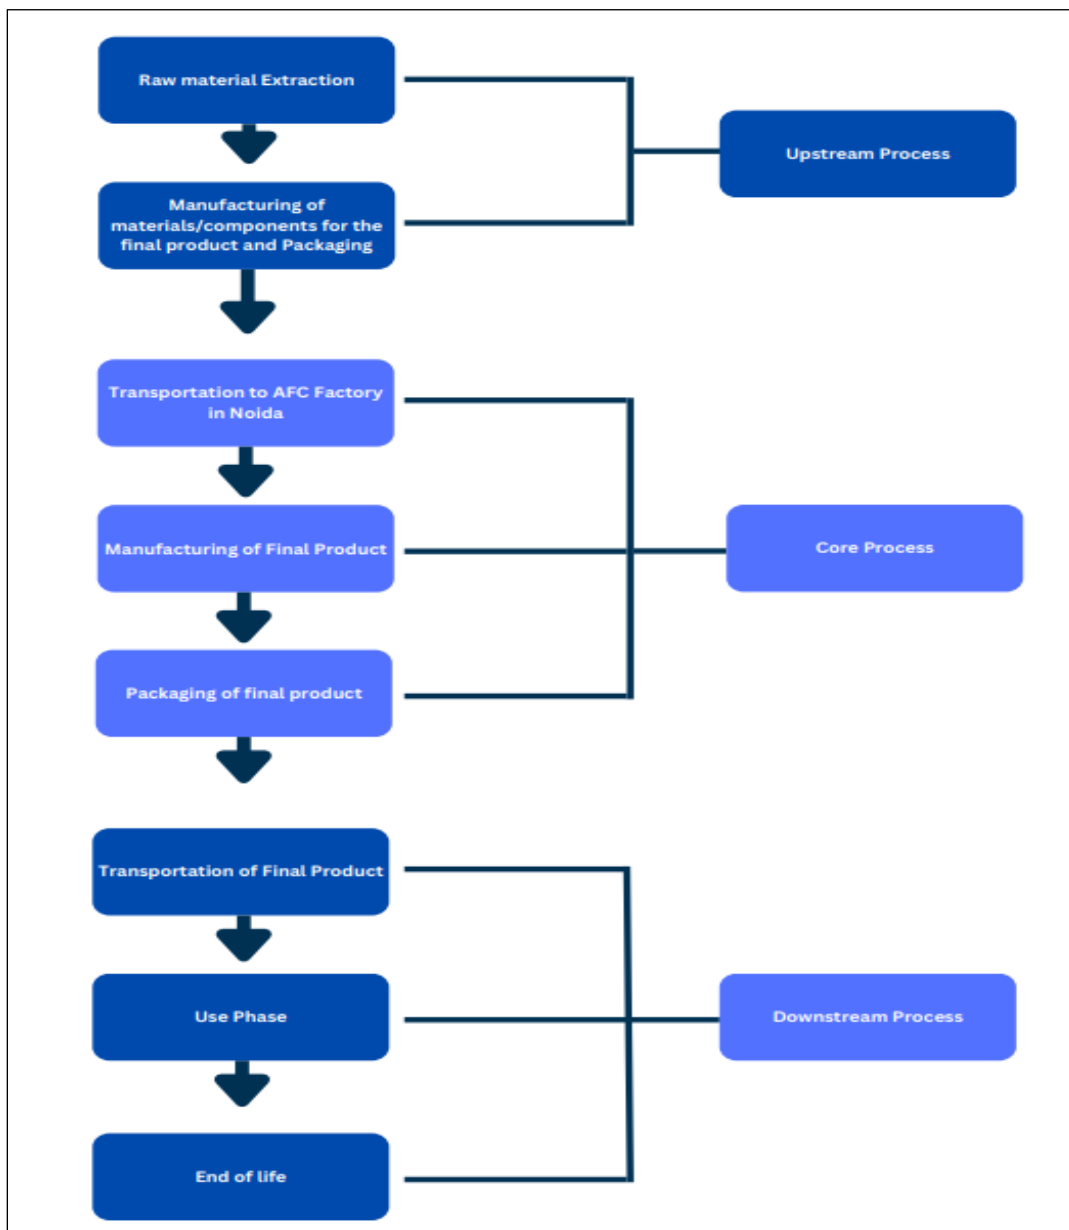 Raw material Extraction
Upstream Process
Manufacturing of
materials/components for the
final product and Packaging
Transportation to AFC Factory
in Noida
Manufacturing of Final Product
Core Process
Packaging of final product
Transportation of Final Product
Use Phase
Downstream Process
End of life